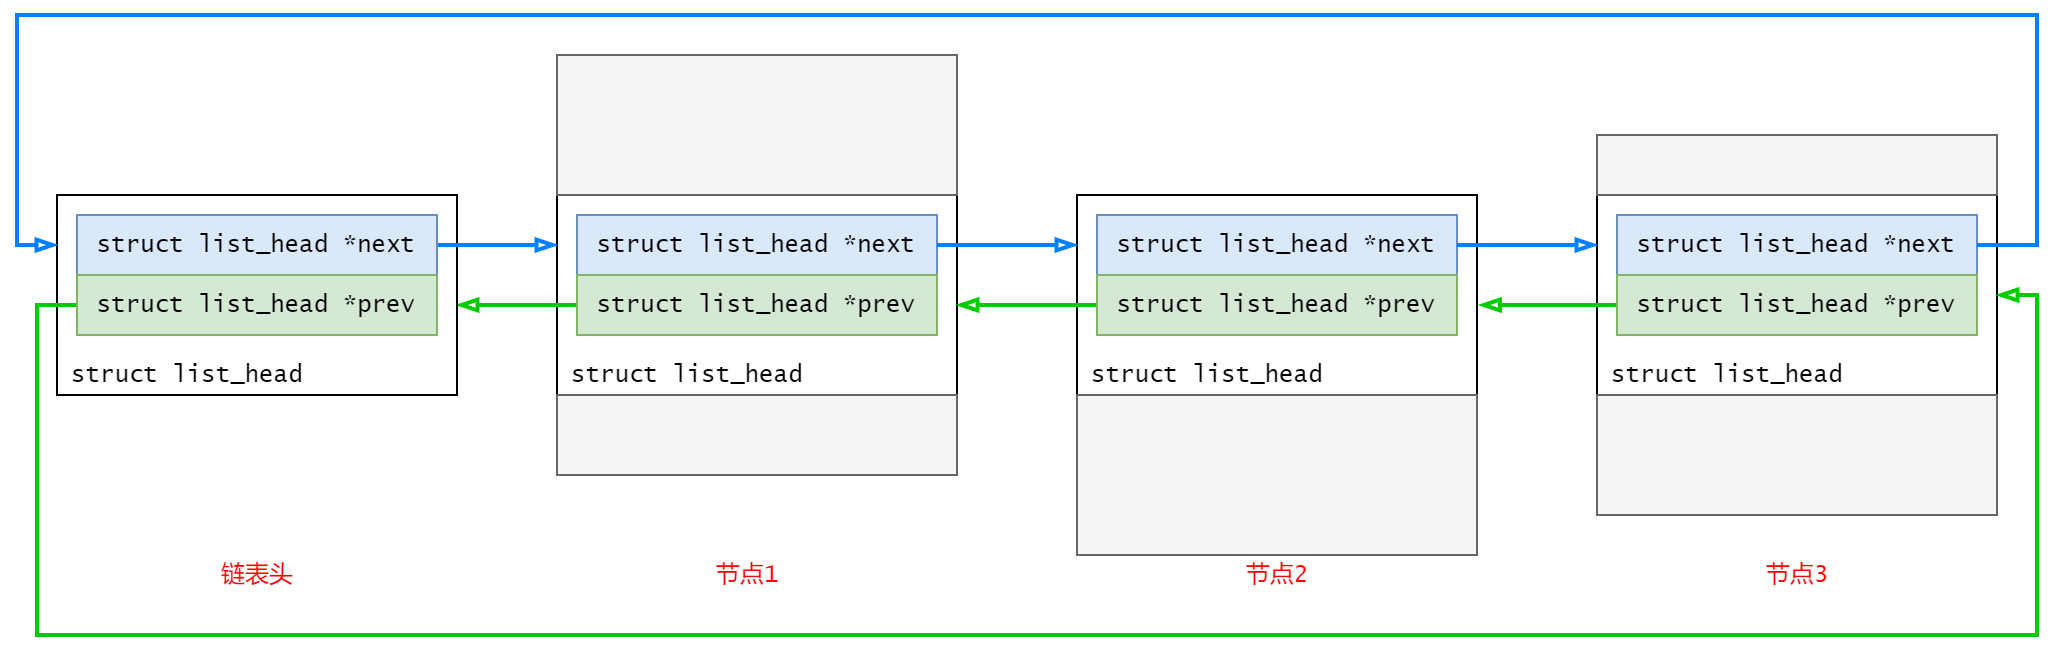 struct list_head *next
struct list_head *prev
struct list_head
链表头
struct list_head *next
struct list_head *prev
struct list_head
节点1
struct list_head *next
struct list_head *prev
struct list_head
节点2
struct list_head *next
struct list_head *prev
struct list_head
节点3